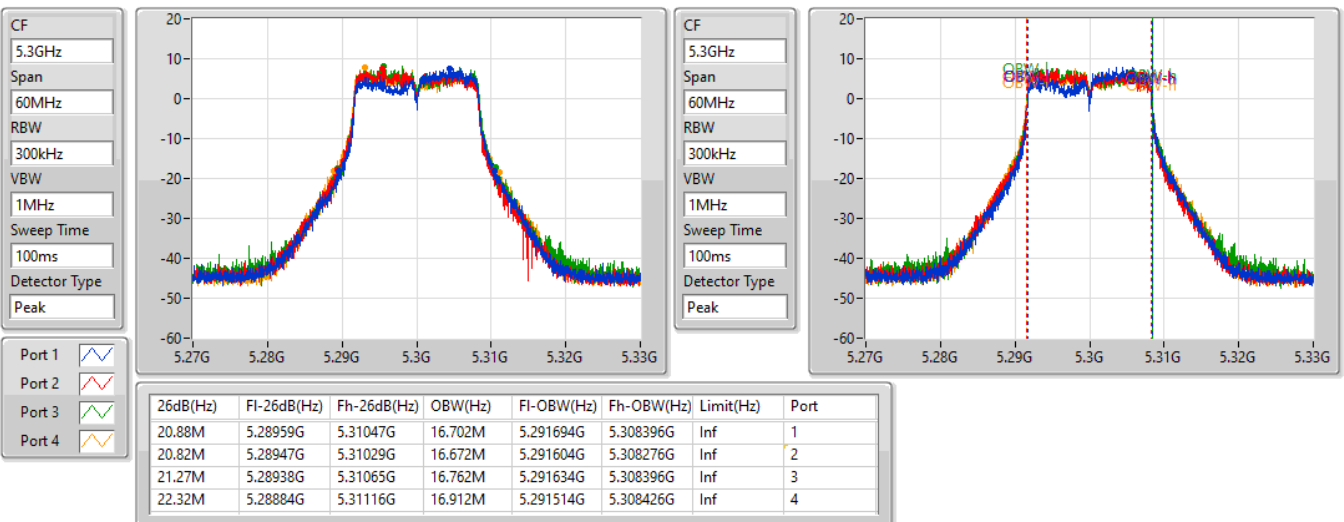 CF
5.3GHz
Span
60MHz
RBW
300kHz
VBW
1MHz
Sweep Time
100ms
Detector Type
Peak
Port 1
Port 2
Port 3
Port 4
20
10
0
-10
-20
-30
-40
-50
-60
5.27G 5.28G 5.29G 5.3G 5.31G 5.32G 5.33G
CF
5.3GHz
Span
60MHz
RBW
300kHz
VBW
1MHz
Sweep Time
100ms
Detector Type
Peak
20
10
0
-10
-20
-30
-40
-50
-60
5.27G 5.28G 5.29G 5.3G 5.31G 5.32G 5.33G
26dB(Hz) Fl-26dB(Hz) Fh-26dB(Hz) OBW(Hz) Fl-OBW(Hz) Fh-OBW(Hz) Limit(Hz) Port
20.88M 5.28959G 5.31047G 16.702M 5.291694G 5.308396G Inf 1
20.82M 5.28947G 5.31029G 16.672M 5.291604G 5.308276G Inf 2
21.27M 5.28938G 5.31065G 16.762M 5.291634G 5.308396G Inf 3
22.32M 5.28884G 5.31116G 16.912M 5.291514G 5.308426G Inf 4